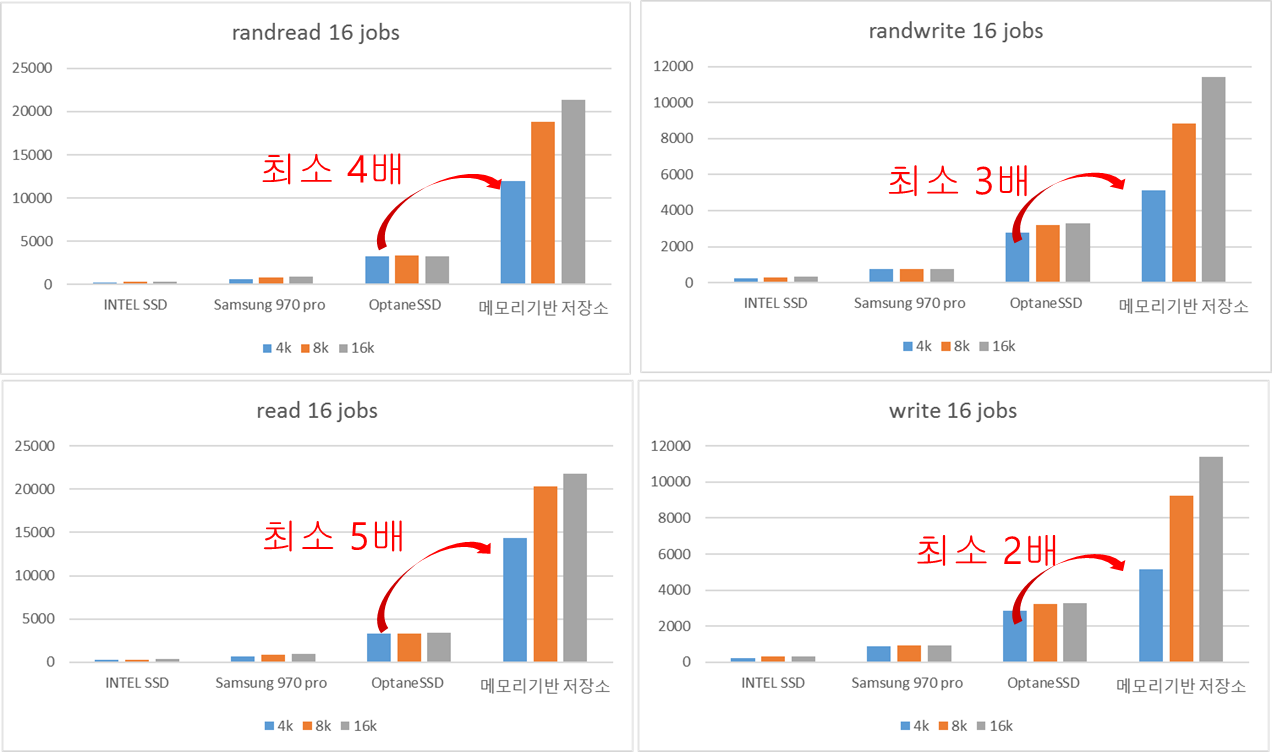 randread 16 jobs
25000
20000
15000
10000
5000
0
최소 4배
INTEL SSD
Samsung 970 pro
OptaneSSD
메모리기반 저장소
4k 8k 16k
randwrite 16 jobs
12000
10000
8000
6000
4000
2000
0
최소 3배
INTEL SSD
Samsung 970 pro
OptaneSSD
메모리기반 저장소
4k 8k 16k
read 16 jobs
25000
20000
15000
10000
5000
0
최소 5배
INTEL SSD
Samsung 970 pro
OptaneSSD
메모리기반 저장소
4k 8k 16k
write 16 jobs
12000
10000
8000
6000
4000
2000
0
최소 2배
INTEL SSD
Samsung 970 pro
OptaneSSD
메모리기반 저장소
4k 8k 16k